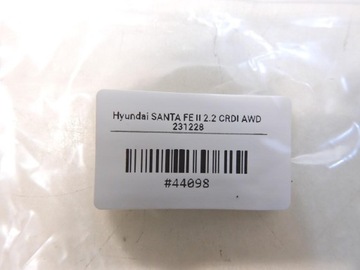 Hyundai SANTA FE II 2.2 CRDI AWD
231228
#44098